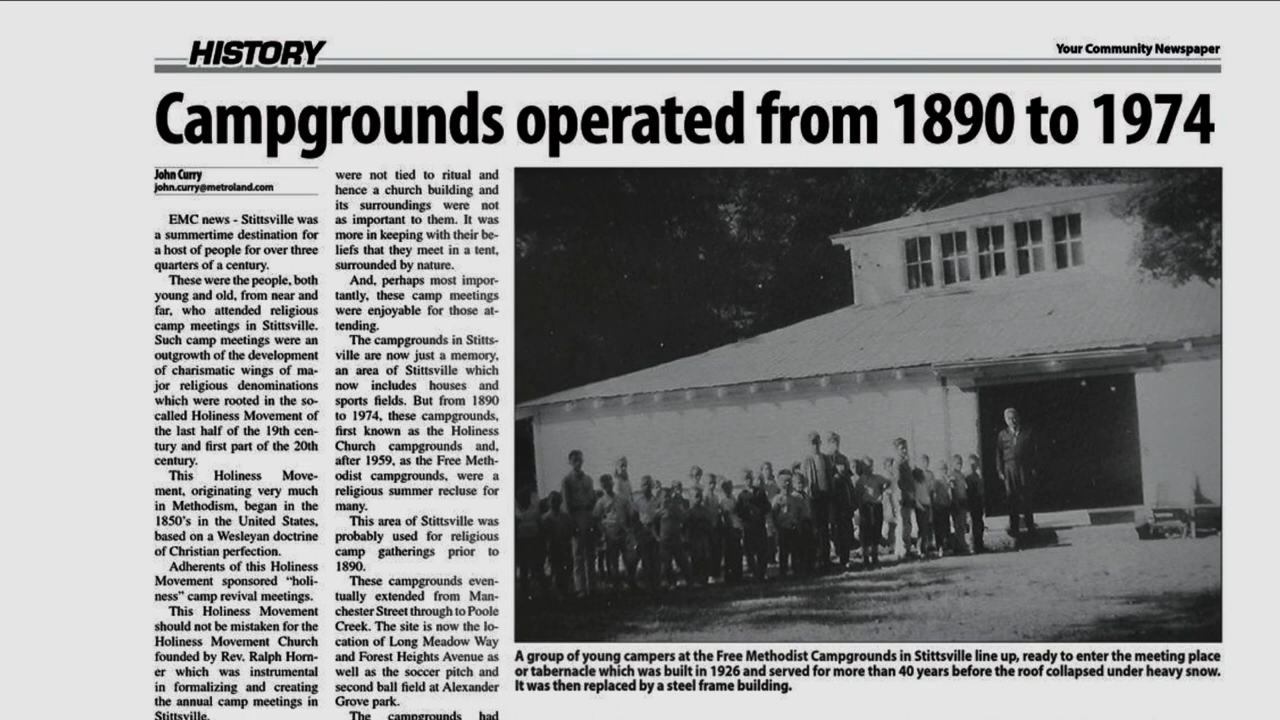 HISTORY
Your Community Newspaper
Campgrounds operated from 1890 to 1974
John Curry
john.curry@metroland.com
EMC news - Stittsville was
a summertime destination for
a host of people for over three
quarters of a century.
These were the people, both
young and old, from near and
far, who attended religious
camp meetings in Stittsville.
Such camp meetings were an
outgrowth of the development
of charismatic wings of ma-
jor religious denominations
which were rooted in the so-
called Holiness Movement of
the last half of the 19th cen-
tury and first part of the 20th
century.
This Holiness Move-
ment, originating very much
in Methodism, began in the
1850's in the United States,
based on a Wesleyan doctrine
of Christian perfection.
Adherents of this Holiness
Movement sponsored "holi-
ness" camp revival meetings.
This Holiness Movement
should not be mistaken for the
Holiness Movement Church
founded by Rev. Ralph Horn-
er which was instrumental
in formalizing and creating
the annual camp meetings in
Stittsville.
were not tied to ritual and
hence a church building and
its surroundings were not
as important to them. It was
more in keeping with their be-
liefs that they meet in a tent,
surrounded by nature.
And, perhaps most impor-
tantly, these camp meetings
were enjoyable for those at-
tending.
The campgrounds in Stitts-
ville are now just a memory,
an area of Stittsville which
now includes houses and
sports fields. But from 1890
to 1974, these campgrounds,
first known as the Holiness
Church campgrounds and,
after 1959, as the Free Meth-
odist campgrounds, were a
religious summer recluse for
many.
This area of Stittsville was
probably used for religious
camp gatherings prior to
1890.
These campgrounds even-
tually extended from Man-
chester Street through to Poole
Creek. The site is now the lo-
cation of Long Meadow Way
and Forest Heights Avenue as
well as the soccer pitch and
second ball field at Alexander
Grove park.
The campgrounds had
A group of young campers at the Free Methodist Campgrounds in Stittsville line up, ready to enter the meeting place
or tabernacle which was built in 1926 and served for more than 40 years before the roof collapsed under heavy snow.
It was then replaced by a steel frame building.